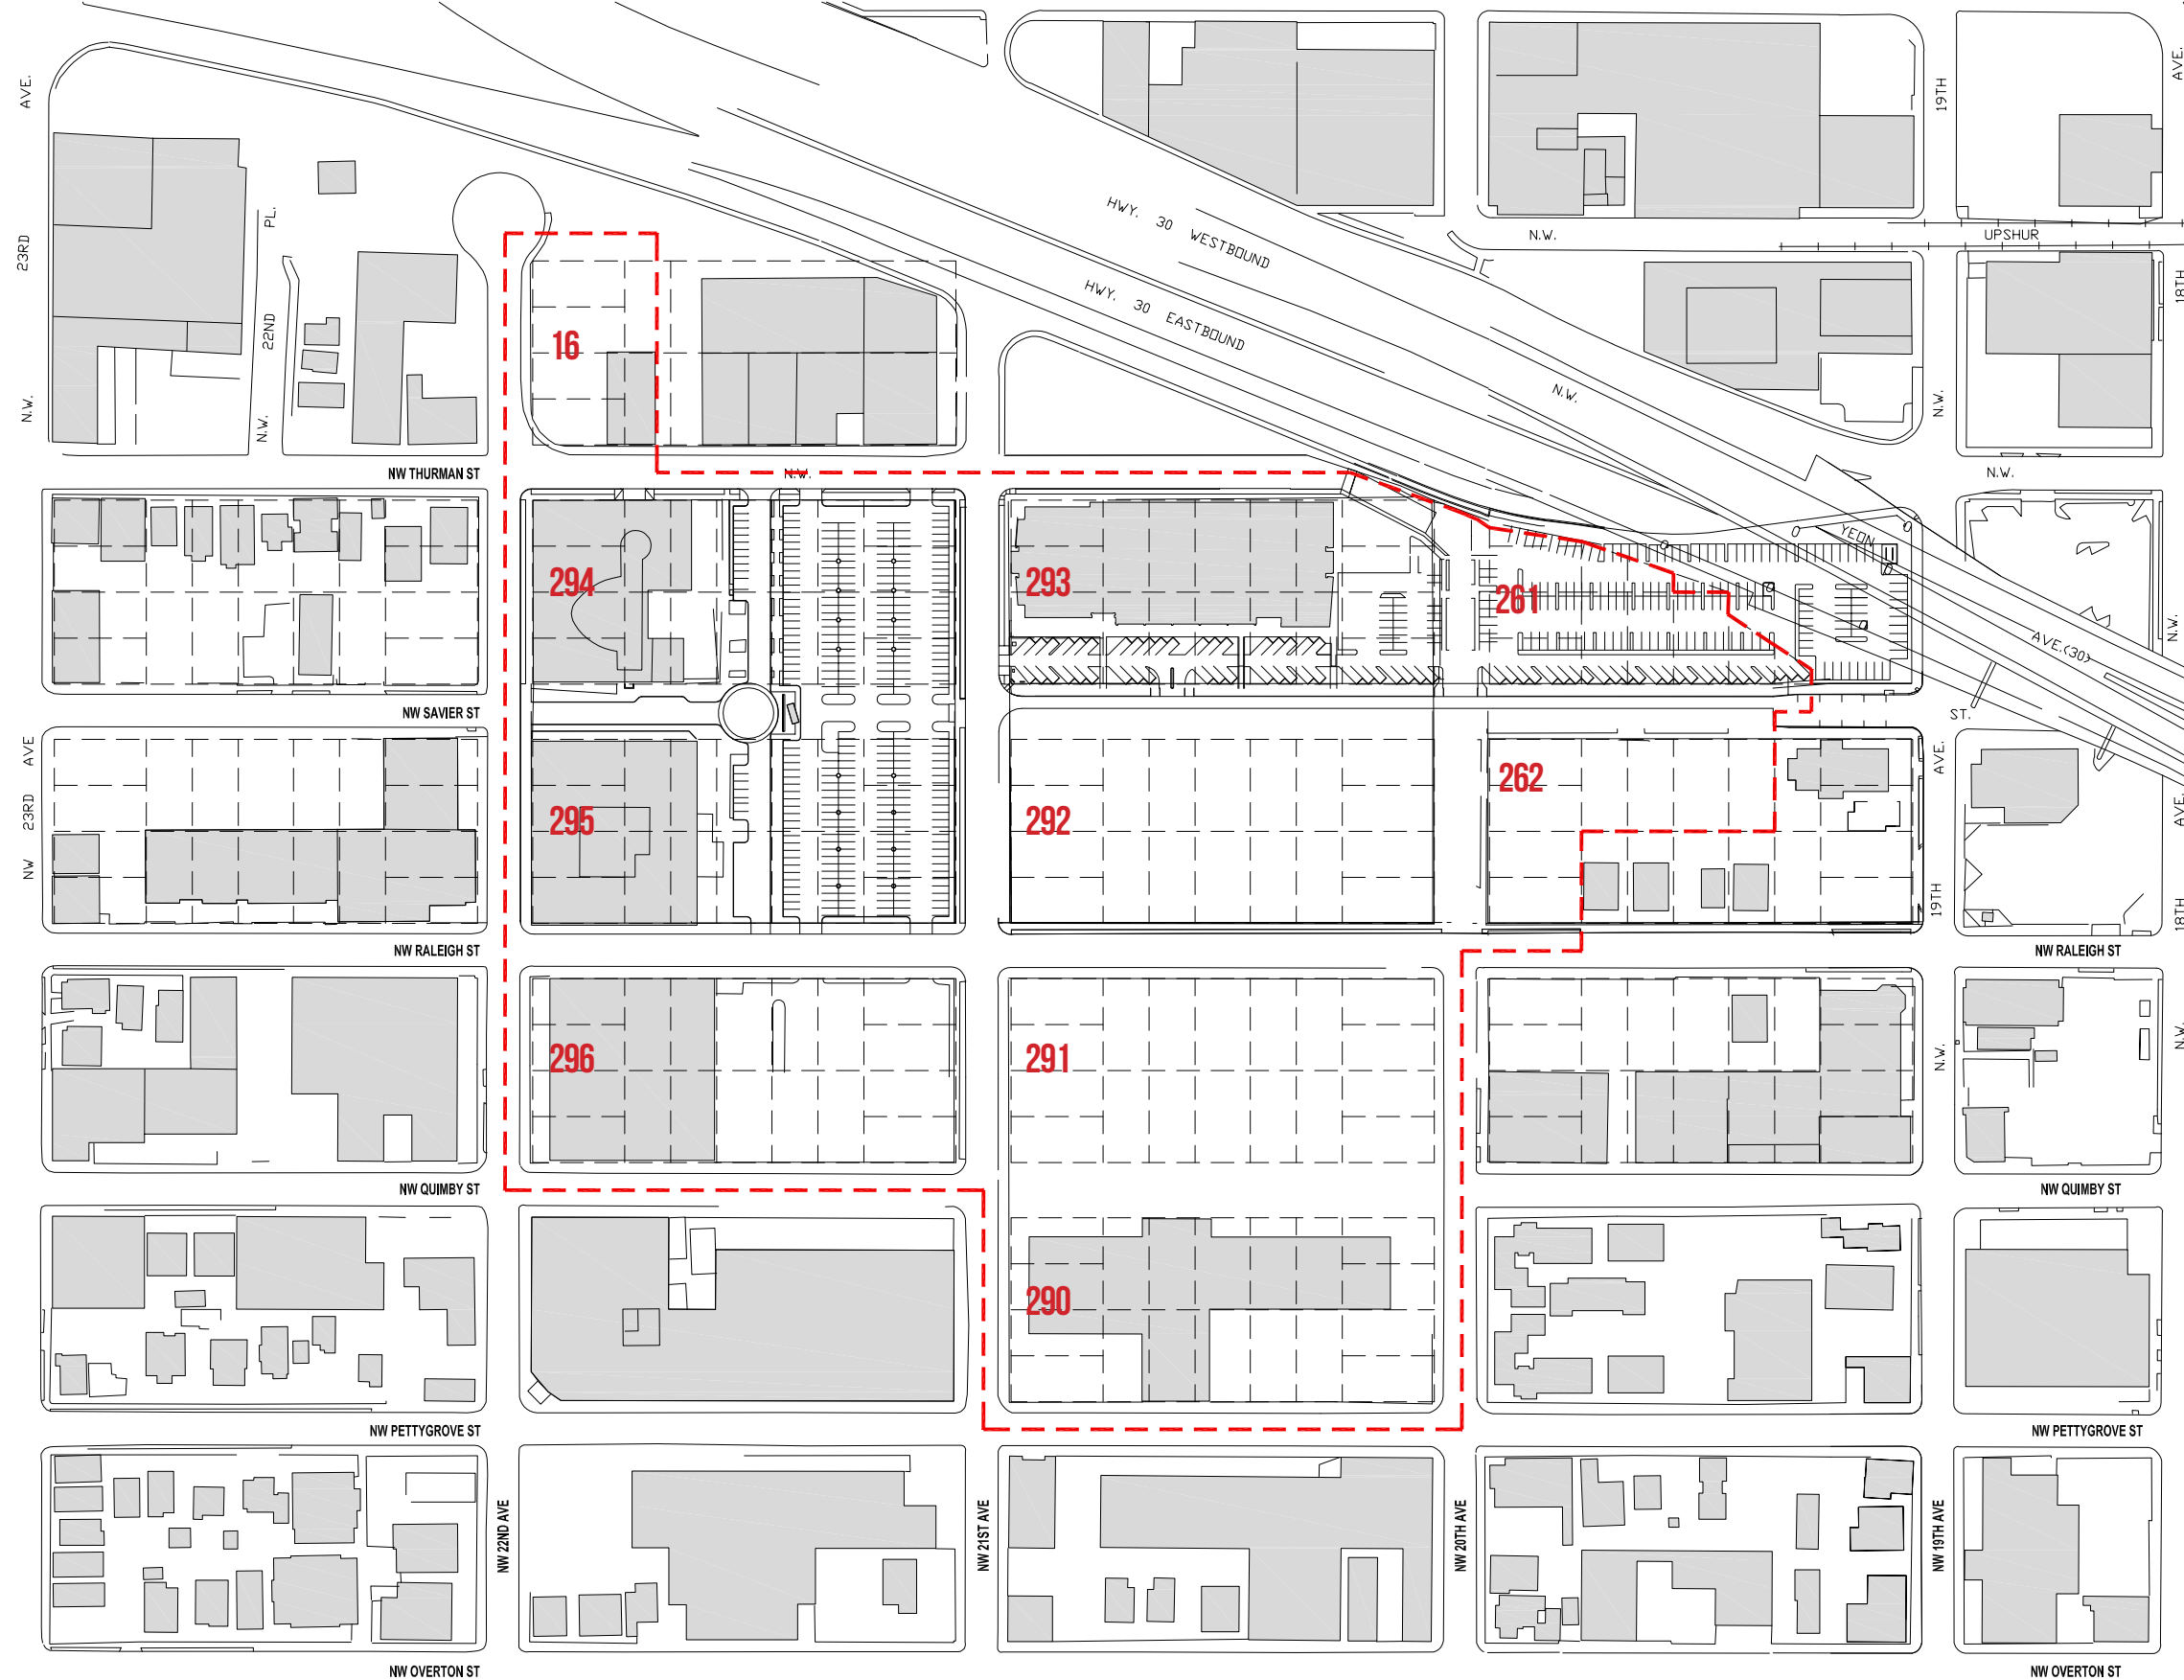 AVE.
19TH
AVE.
PL.
HWY. 30 WESTBOUND
23RD
N.W.
UPSHUR
18TH
HWY. 30 EASTBOUND
22ND
16
N.W.
N.W.
N.W.
N.W.
NW THURMAN ST
N.W.
N.W.
YEON
294
293
261
N.W.
AVE.(30)
NW SAVIER ST
ST.
AVE
AVE.
262
23RD
295
292
AVE.
NW
19TH
18TH
NW RALEIGH ST
NW RALEIGH ST
296
291
N.W.
N.W.
NW QUIMBY ST
NW QUIMBY ST
290
NW PETTYGROVE ST
NW PETTYGROVE ST
NW 22ND AVE
NW 21ST AVE
NW 20TH AVE
NW 19TH AVE
NW OVERTON ST
NW OVERTON ST